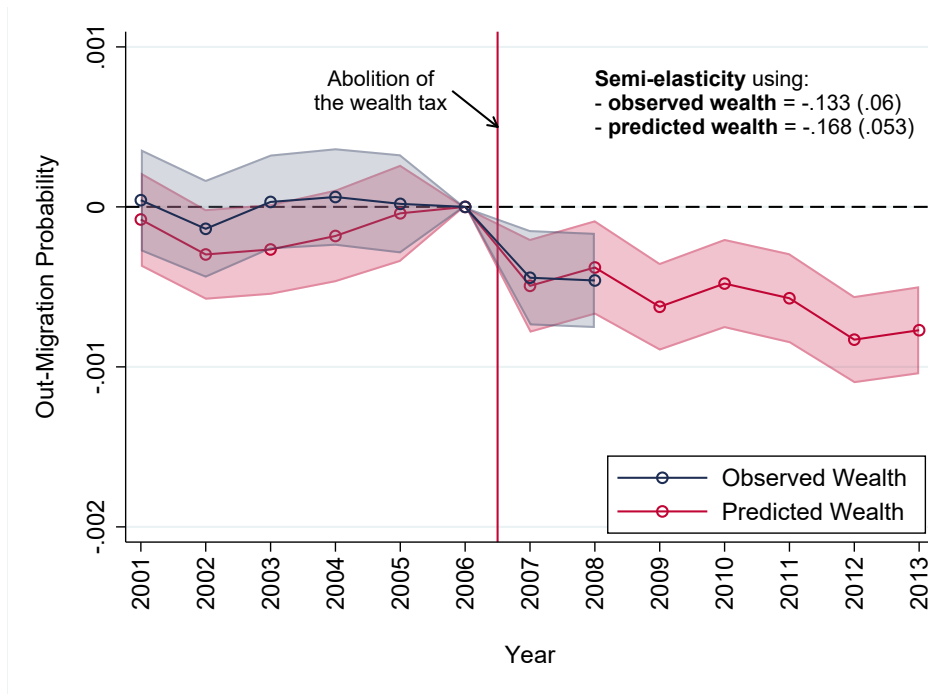 .001
0
-.001
-.002
Out-Migration Probability
Abolition of
the wealth tax
Semi-elasticity using:
- observed wealth = -.133 (.06)
- predicted wealth = -.168 (.053)
Observed Wealth
Predicted Wealth
2001
2002
2003
2004
2005
2006
2007
2008
2009
2010
2011
2012
2013
Year